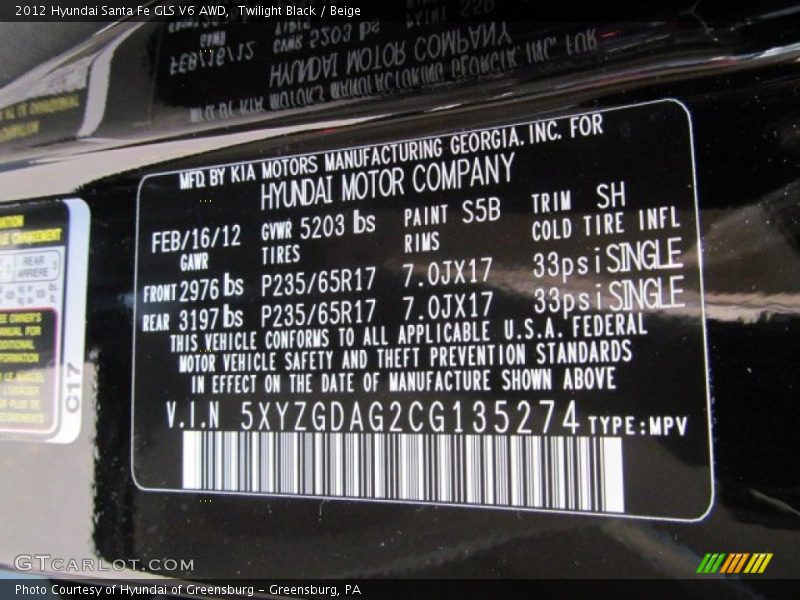 2012 Hyundai Santa Fe GLS V6 AWD, Twilight Black / Beige
MFD. BY KIA MOTORS MANUFACTURING GEORGIA. INC. FOR
HYUNDAI MOTOR COMPANY
FEB/16/12 GVWR 5203 lbs PAINT S5B TRIM SH
GAWR TIRES RIMS COLD TIRE INFL
FRONT 2976 lbs P235/65R17 7.0JX17 33psi SINGLE
REAR 3197 lbs P235/65R17 7.0JX17 33psi SINGLE
THIS VEHICLE CONFORMS TO ALL APPLICABLE U.S.A. FEDERAL
MOTOR VEHICLE SAFETY AND THEFT PREVENTION STANDARDS
IN EFFECT ON THE DATE OF MANUFACTURE SHOWN ABOVE
V.I.N 5XYZGDAG2CG135274 TYPE:MPV
REAR
ARRIERE
C17
GTCARLOT.COM
Photo Courtesy of Hyundai of Greensburg - Greensburg, PA